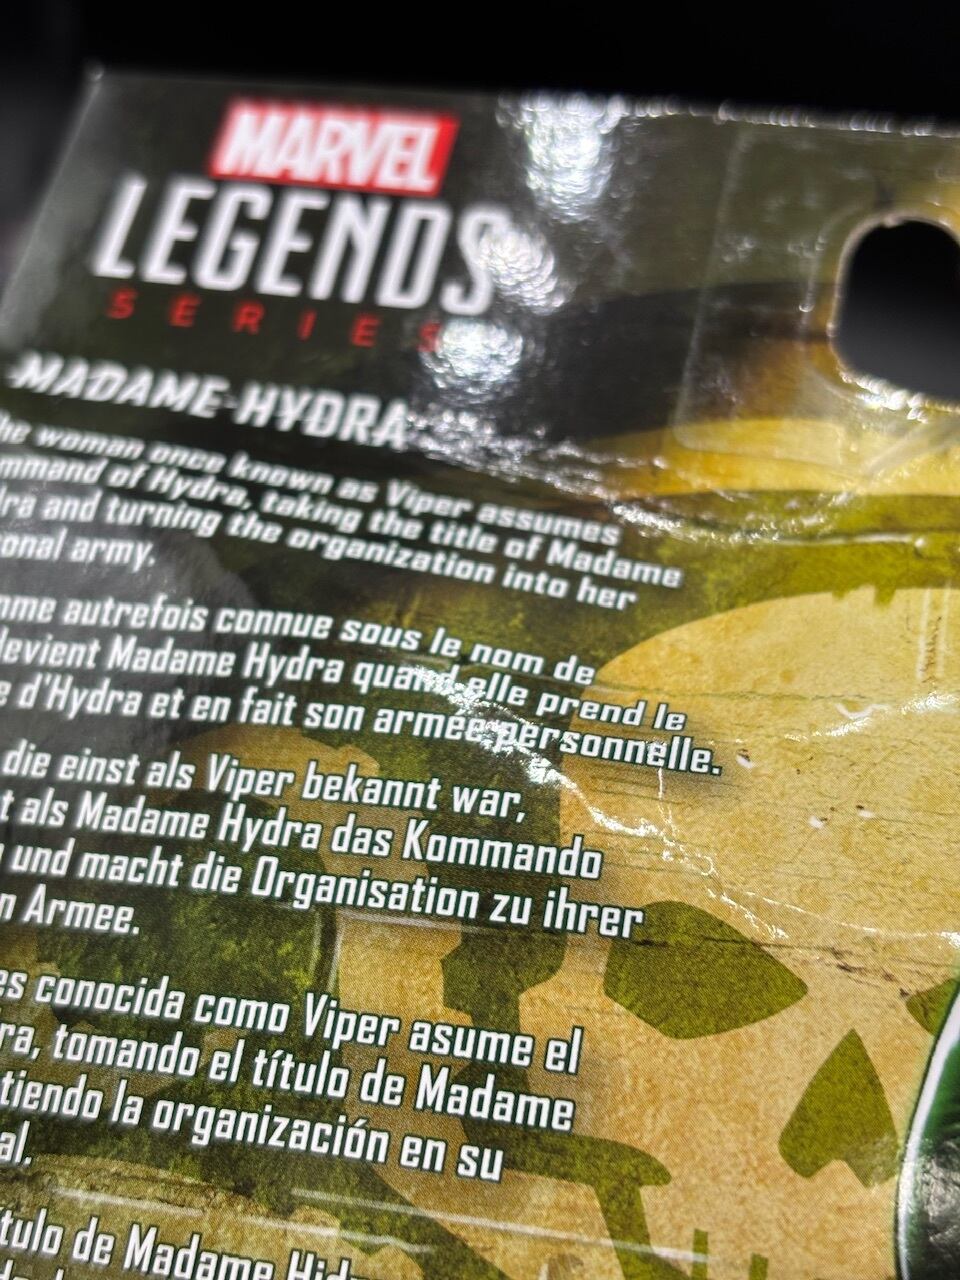 MARVEL
LEGENDS
SERIES
MADAME HYDRA
he woman once known as Viper assumes
mmand of Hydra, taking the title of Madame
dra and turning the organization into her
onal army.
mme autrefois connue sous le nom de
devient Madame Hydra quand elle prend le
e d'Hydra et en fait son armée personnelle.
die einst als Viper bekannt war,
t als Madame Hydra das Kommando
und macht die Organisation zu ihrer
n Armee.
es conocida como Viper asume el
ra, tomando el título de Madame
tiendo la organización en su
al.
ítulo de Madame Hidr